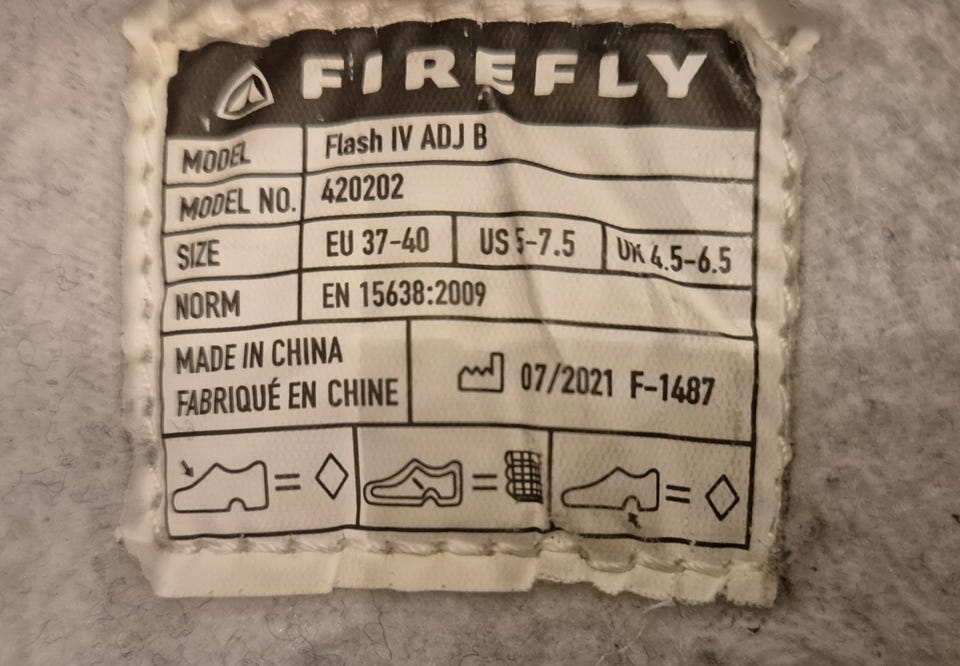 FIREFLY
MODEL Flash IV ADJ B
MODEL NO. 420202
SIZE EU 37-40 US 5-7.5 UK 4.5-6.5
NORM EN 15638:2009
MADE IN CHINA
FABRIQUÉ EN CHINE
07/2021 F-1487
= =  =